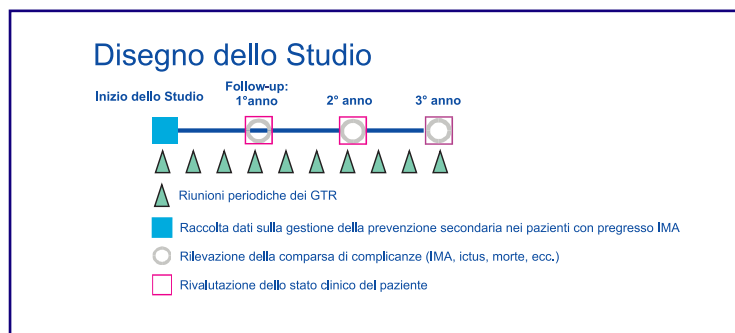 Disegno dello Studio
Follow-up:
Inizio dello Studio 1°anno 2° anno 3° anno
Riunioni periodiche dei GTR
Raccolta dati sulla gestione della prevenzione secondaria nei pazienti con pregresso IMA
Rilevazione della comparsa di complicanze (IMA, ictus, morte, ecc.)
Rivalutazione dello stato clinico del paziente